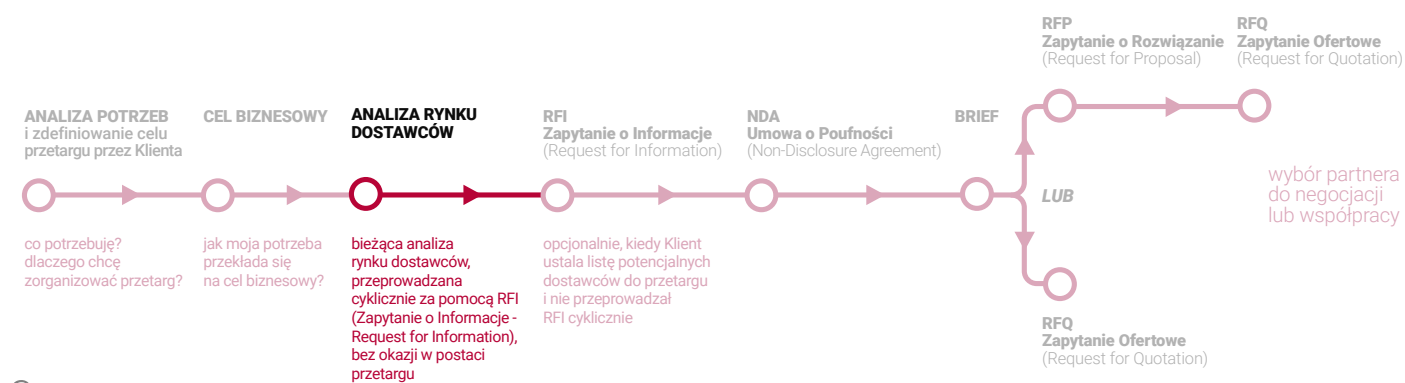 ANALIZA POTRZEB
i zdefiniowanie celu
przetargu przez Klienta
co potrzebuję?
dlaczego chcę
zorganizować przetarg?
CEL BIZNESOWY
jak moja potrzeba
przekłada się
na cel biznesowy?
ANALIZA RYNKU
DOSTAWCÓW
bieżąca analiza
rynku dostawców,
przeprowadzana
cyklicznie za pomocą RFI
(Zapytanie o Informacje -
Request for Information),
bez okazji w postaci
przetargu
RFI
Zapytanie o Informacje
(Request for Information)
opcjonalnie, kiedy Klient
ustala listę potencjalnych
dostawców do przetargu
i nie przeprowadzał
RFI cyklicznie
NDA
Umowa o Poufności
(Non-Disclosure Agreement)
BRIEF
LUB
RFP
Zapytanie o Rozwiązanie
(Request for Proposal)
RFQ
Zapytanie Ofertowe
(Request for Quotation)
wybór partnera
do negocjacji
lub współpracy
RFQ
Zapytanie Ofertowe
(Request for Quotation)